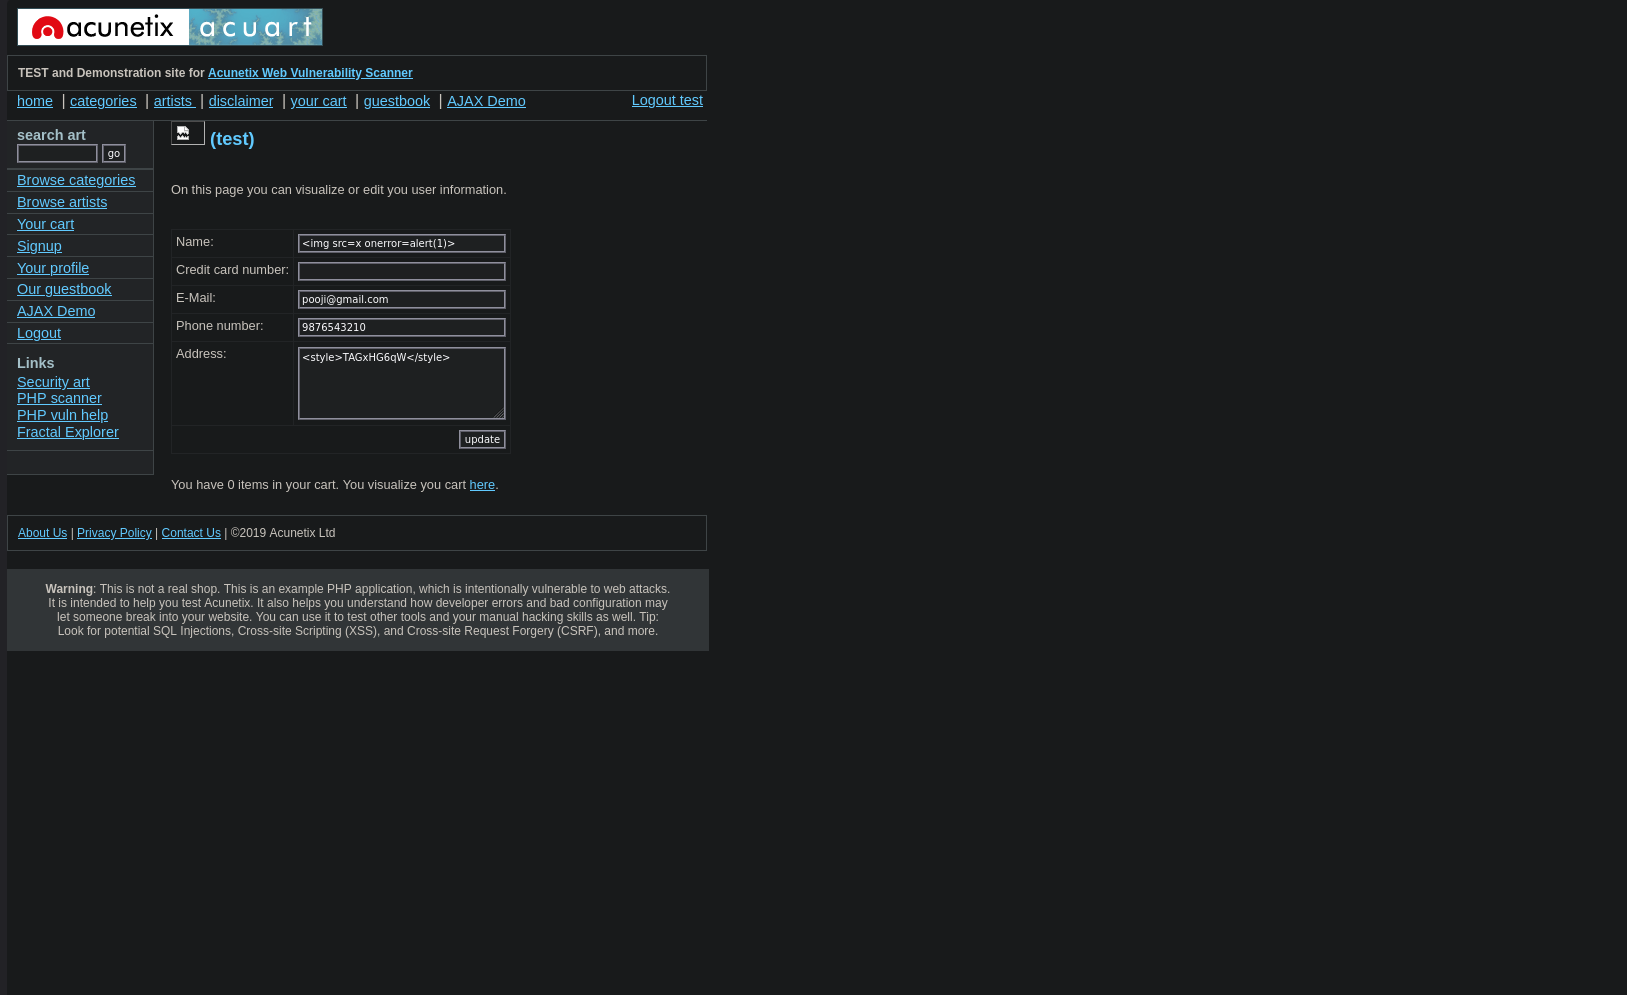 acunetix acuart
TEST and Demonstration site for Acunetix Web Vulnerability Scanner
home | categories | artists | disclaimer | your cart | guestbook | AJAX Demo Logout test
search art
go
Browse categories
Browse artists
Your cart
Signup
Your profile
Our guestbook
AJAX Demo
Logout
Links
Security art
PHP scanner
PHP vuln help
Fractal Explorer
(test)
On this page you can visualize or edit you user information.
Name: <img src=x onerror=alert(1)>
Credit card number:
E-Mail: pooji@gmail.com
Phone number: 9876543210
Address: <style>TAGxHG6qW</style>
update
You have 0 items in your cart. You visualize you cart here.
About Us | Privacy Policy | Contact Us | ©2019 Acunetix Ltd
Warning: This is not a real shop. This is an example PHP application, which is intentionally vulnerable to web attacks.
It is intended to help you test Acunetix. It also helps you understand how developer errors and bad configuration may
let someone break into your website. You can use it to test other tools and your manual hacking skills as well. Tip:
Look for potential SQL Injections, Cross-site Scripting (XSS), and Cross-site Request Forgery (CSRF), and more.